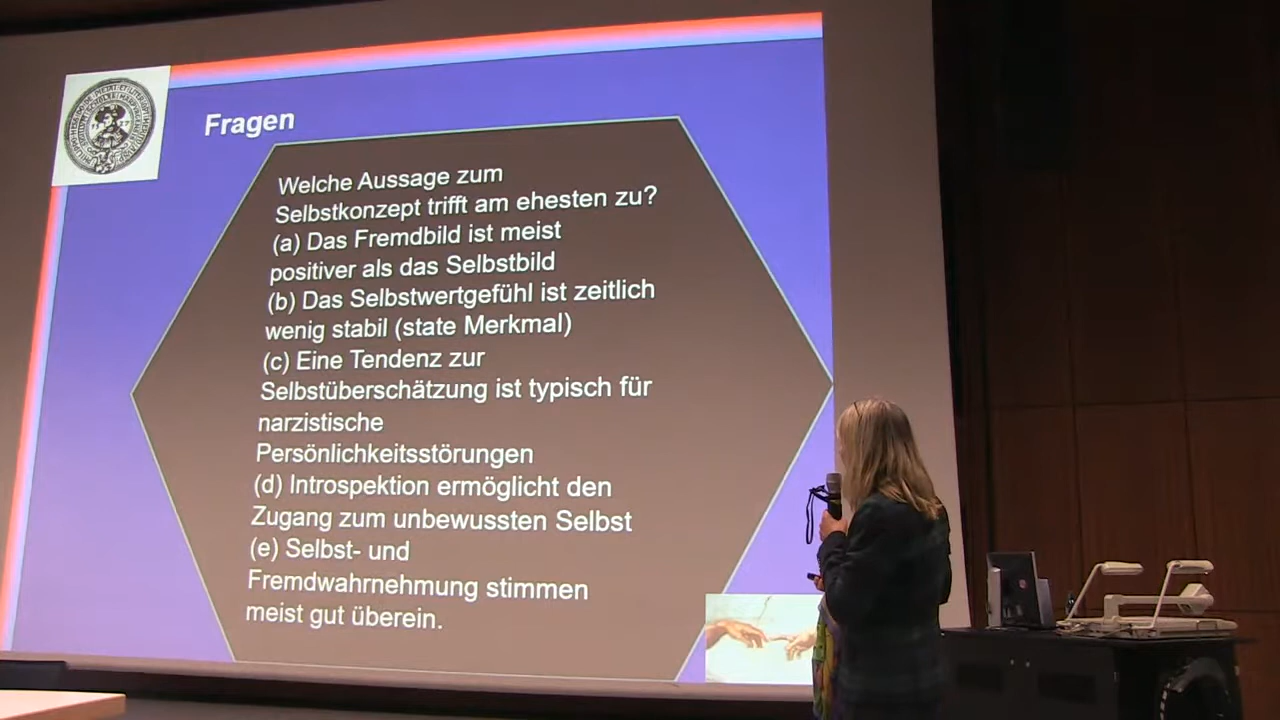 Fragen
Welche Aussage zum
Selbstkonzept trifft am ehesten zu?
(a) Das Fremdbild ist meist
positiver als das Selbstbild
(b) Das Selbstwertgefühl ist zeitlich
wenig stabil (state Merkmal)
(c) Eine Tendenz zur
Selbstüberschätzung ist typisch für
narzistische
Persönlichkeitsstörungen
(d) Introspektion ermöglicht den
Zugang zum unbewussten Selbst
(e) Selbst- und
Fremdwahrnehmung stimmen
meist gut überein.